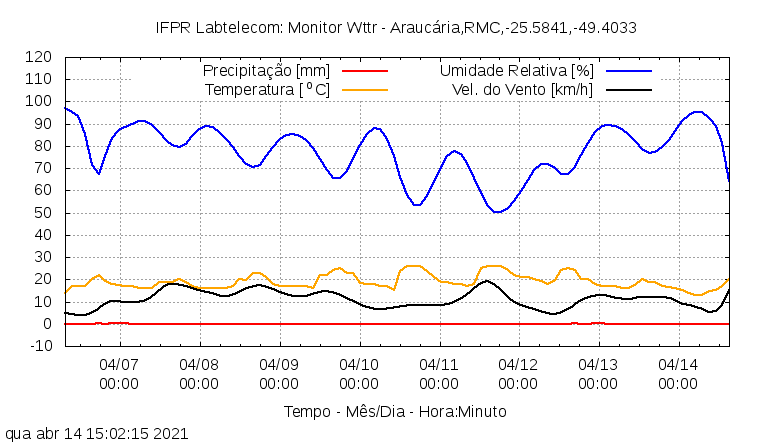 IFPR Labtelecom: Monitor Wttr - Araucária,RMC,-25.5841,-49.4033
120
110
100
90
80
70
60
50
40
30
20
10
0
-10
Precipitação [mm]
Temperatura [ ⁰C]
Umidade Relativa [%]
Vel. do Vento [km/h]
04/07 04/08 04/09 04/10 04/11 04/12 04/13 04/14
00:00 00:00 00:00 00:00 00:00 00:00 00:00 00:00
Tempo - Mês/Dia - Hora:Minuto
qua abr 14 15:02:15 2021